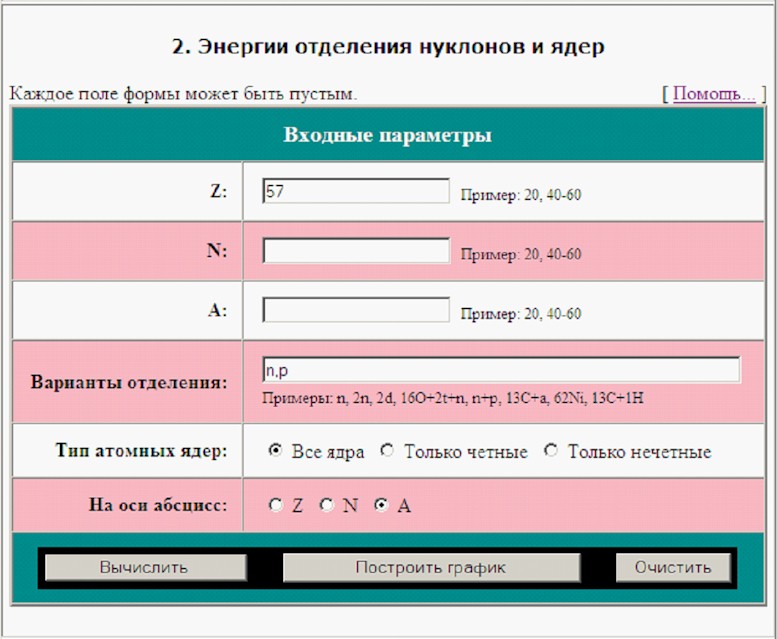 2. Энергии отделения нуклонов и ядер
Каждое поле формы может быть пустым. [ Помощь... ]
Входные параметры
Z: 57 Пример: 20, 40-60
N: Пример: 20, 40-60
A: Пример: 20, 40-60
Варианты отделения: n,p
Примеры: n, 2n, 2d, 16O+2t+n, n+p, 13C+a, 62Ni, 13C+1H
Тип атомных ядер: Все ядра Только четные Только нечетные
На оси абсцисс: Z N A
Вычислить Построить график Очистить